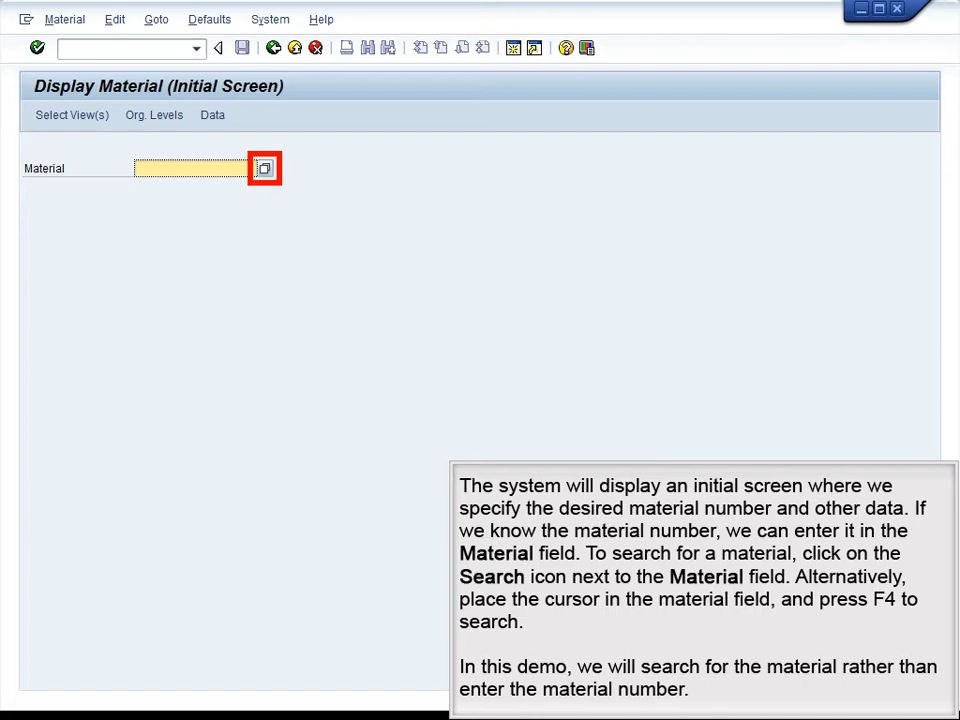 Material Edit Goto Defaults System Help
Display Material (Initial Screen)
Select View(s) Org. Levels Data
Material
The system will display an initial screen where we
specify the desired material number and other data. If
we know the material number, we can enter it in the
Material field. To search for a material, click on the
Search icon next to the Material field. Alternatively,
place the cursor in the material field, and press F4 to
search.
In this demo, we will search for the material rather than
enter the material number.